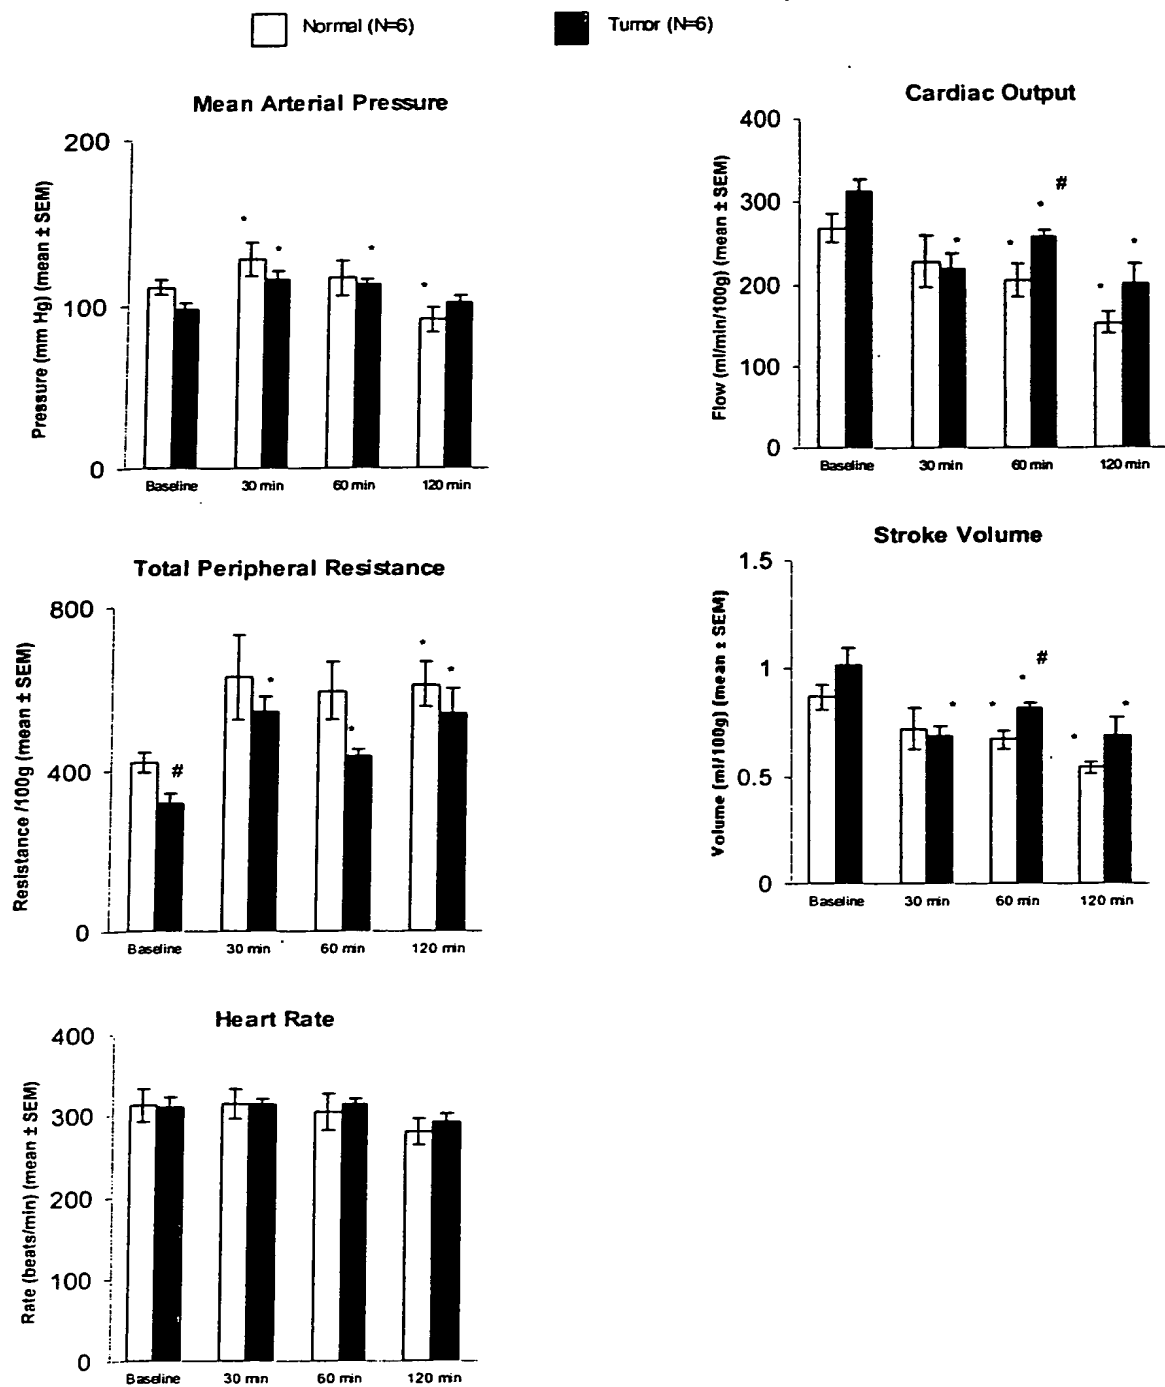 Normal (N=6)
Tumor (N=6)
Mean Arterial Pressure
Pressure (mm Hg) (mean ± SEM)
200
100
0
* * * *
Baseline 30 min 60 min 120 min
Cardiac Output
Flow (ml/min/100g) (mean ± SEM)
400
300
200
100
0
#
* * * * *
Baseline 30 min 60 min 120 min
Total Peripheral Resistance
Resistance /100g (mean ± SEM)
800
400
0
#
* * * *
Baseline 30 min 60 min 120 min
Stroke Volume
Volume (ml/100g) (mean ± SEM)
1.5
1
0.5
0
#
* * * * *
Baseline 30 min 60 min 120 min
Heart Rate
Rate (beats/min) (mean ± SEM)
400
300
200
100
0
Baseline 30 min 60 min 120 min